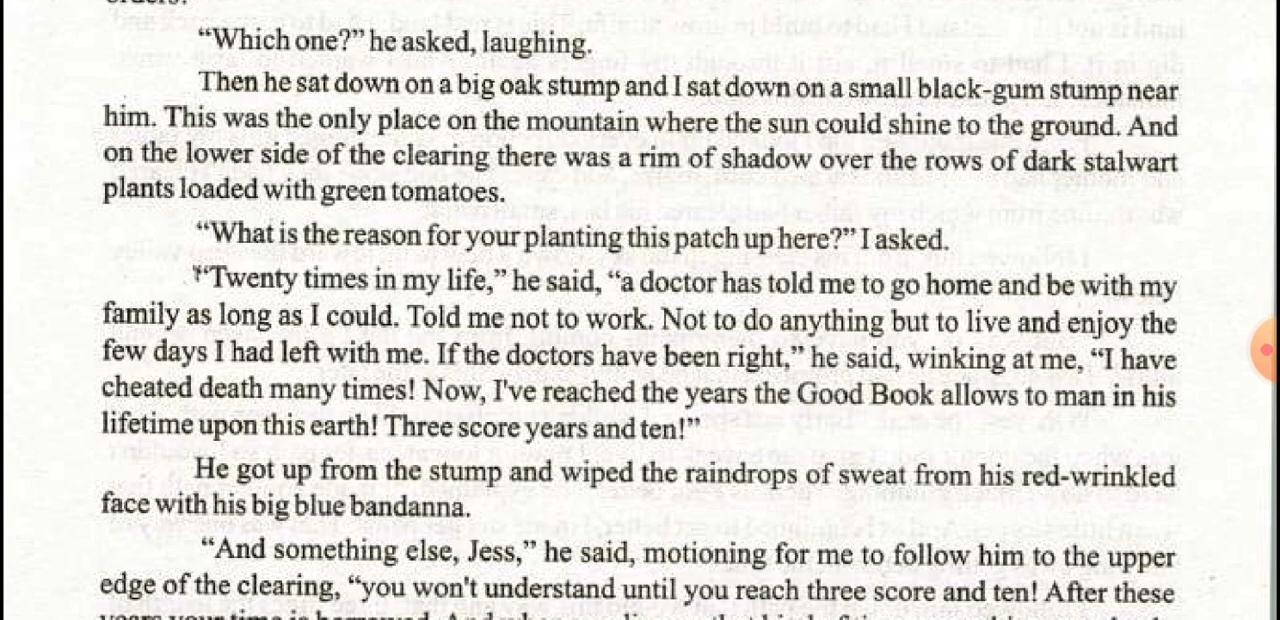 “Which one?” he asked, laughing.
Then he sat down on a big oak stump and I sat down on a small black-gum stump near
him. This was the only place on the mountain where the sun could shine to the ground. And
on the lower side of the clearing there was a rim of shadow over the rows of dark stalwart
plants loaded with green tomatoes.
“What is the reason for your planting this patch up here?” I asked.
“Twenty times in my life,” he said, “a doctor has told me to go home and be with my
family as long as I could. Told me not to work. Not to do anything but to live and enjoy the
few days I had left with me. If the doctors have been right,” he said, winking at me, “I have
cheated death many times! Now, I've reached the years the Good Book allows to man in his
lifetime upon this earth! Three score years and ten!”
He got up from the stump and wiped the raindrops of sweat from his red-wrinkled
face with his big blue bandanna.
“And something else, Jess,” he said, motioning for me to follow him to the upper
edge of the clearing, “you won't understand until you reach three score and ten! After these